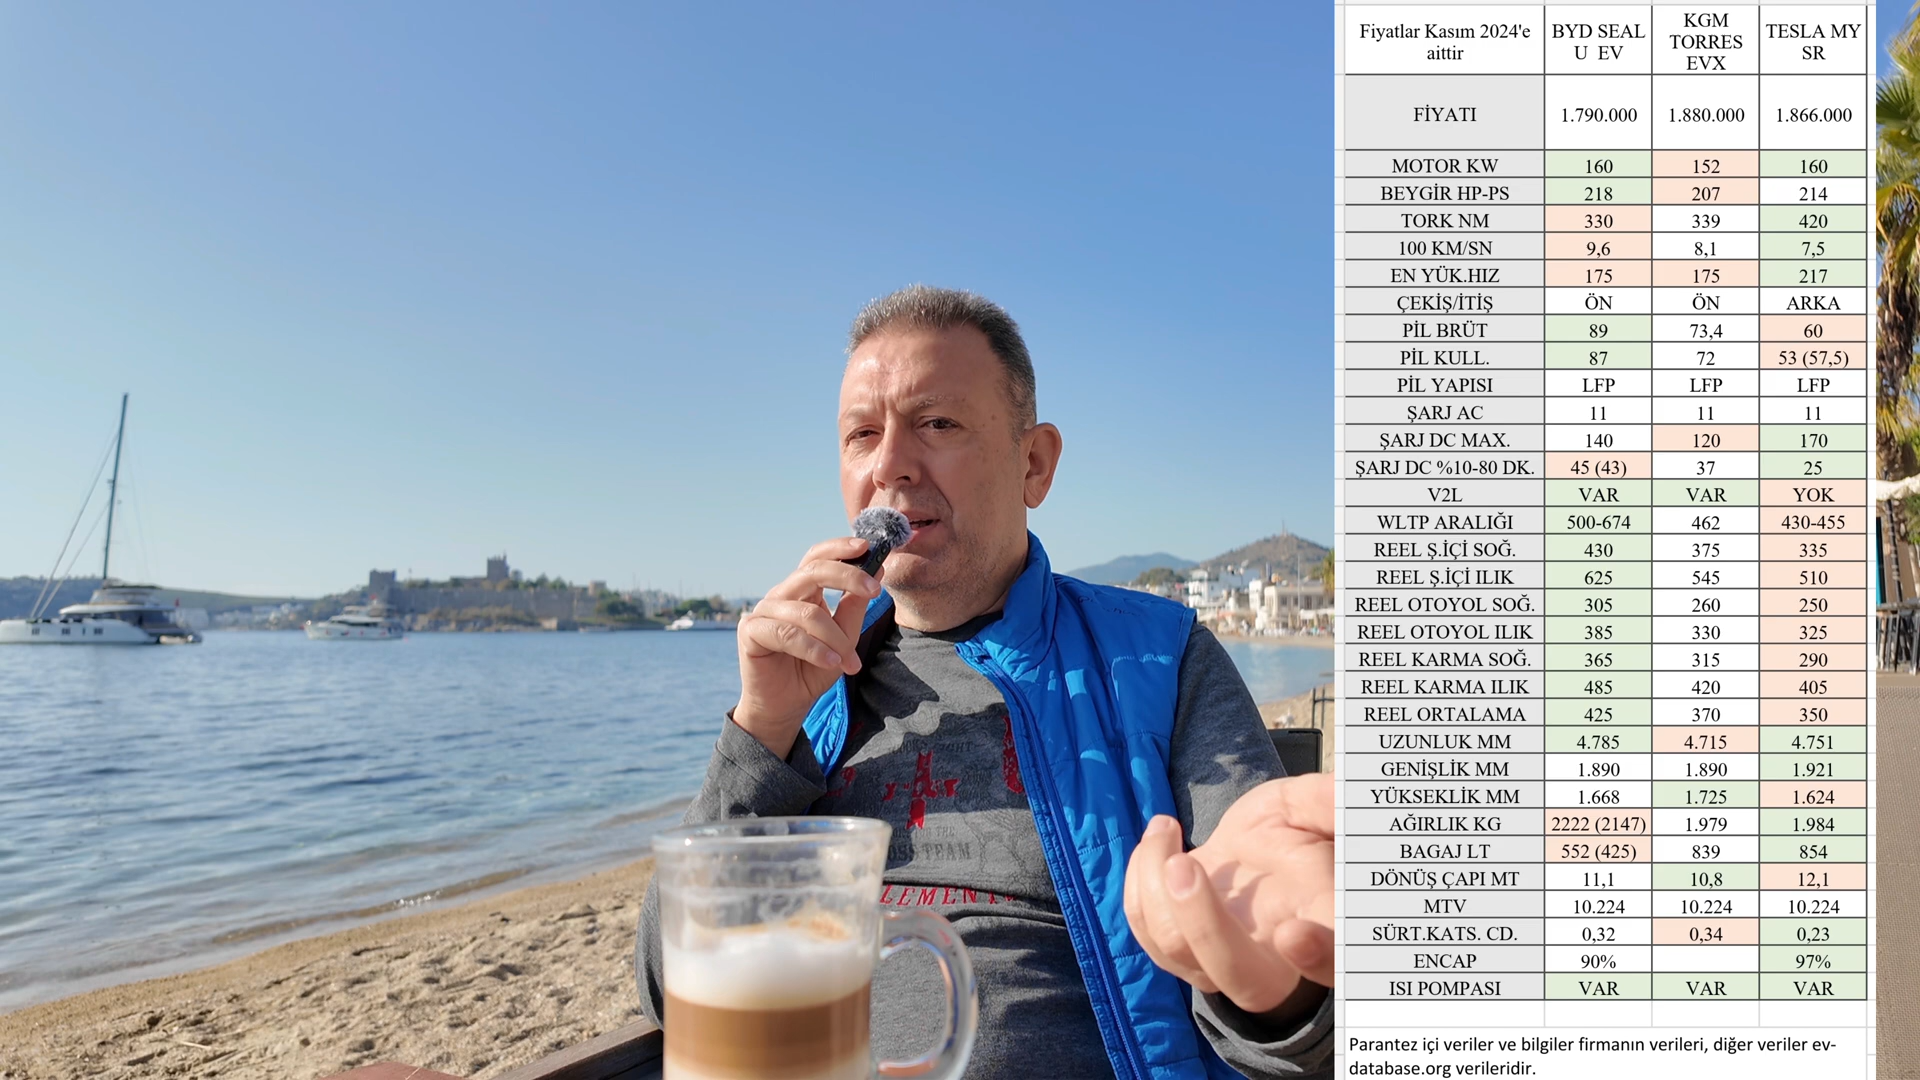 Fiyatlar Kasım 2024'e aittir BYD SEAL U EV KGM TORRES EVX TESLA MY SR
FİYATI 1.790.000 1.880.000 1.866.000
MOTOR KW 160 152 160
BEYGİR HP-PS 218 207 214
TORK NM 330 339 420
100 KM/SN 9,6 8,1 7,5
EN YÜK.HIZ 175 175 217
ÇEKİŞ/İTİŞ ÖN ÖN ARKA
PİL BRÜT 89 73,4 60
PİL KULL. 87 72 53 (57,5)
PİL YAPISI LFP LFP LFP
ŞARJ AC 11 11 11
ŞARJ DC MAX. 140 120 170
ŞARJ DC %10-80 DK. 45 (43) 37 25
V2L VAR VAR YOK
WLTP ARALIĞI 500-674 462 430-455
REEL Ş.İÇİ SOĞ. 430 375 335
REEL Ş.İÇİ ILIK 625 545 510
REEL OTOYOL SOĞ. 305 260 250
REEL OTOYOL ILIK 385 330 325
REEL KARMA SOĞ. 365 315 290
REEL KARMA ILIK 485 420 405
REEL ORTALAMA 425 370 350
UZUNLUK MM 4.785 4.715 4.751
GENİŞLİK MM 1.890 1.890 1.921
YÜKSEKLİK MM 1.668 1.725 1.624
AĞIRLIK KG 2222 (2147) 1.979 1.984
BAGAJ LT 552 (425) 839 854
DÖNÜŞ ÇAPI MT 11,1 10,8 12,1
MTV 10.224 10.224 10.224
SÜRT.KATS. CD. 0,32 0,34 0,23
ENCAP 90% 97%
ISI POMPASI VAR VAR VAR
Parantez içi veriler ve bilgiler firmanın verileri, diğer veriler ev-
database.org verileridir.